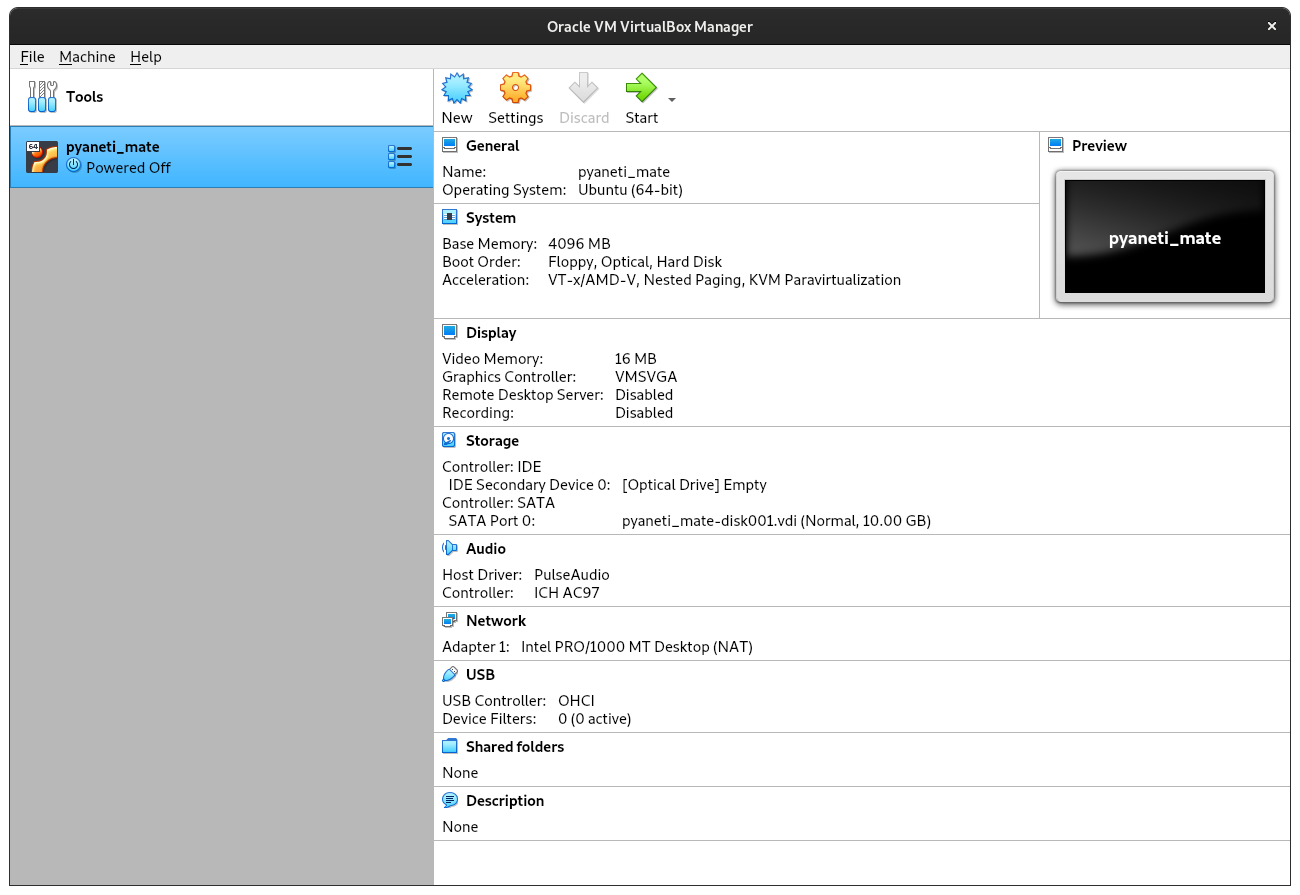 Oracle VM VirtualBox Manager
File Machine Help
Tools
64
pyaneti_mate
Powered Off
New Settings Discard Start
General
Name: pyaneti_mate
Operating System: Ubuntu (64-bit)
Preview
pyaneti_mate
System
Base Memory: 4096 MB
Boot Order: Floppy, Optical, Hard Disk
Acceleration: VT-x/AMD-V, Nested Paging, KVM Paravirtualization
Display
Video Memory: 16 MB
Graphics Controller: VMSVGA
Remote Desktop Server: Disabled
Recording: Disabled
Storage
Controller: IDE
IDE Secondary Device 0: [Optical Drive] Empty
Controller: SATA
SATA Port 0: pyaneti_mate-disk001.vdi (Normal, 10.00 GB)
Audio
Host Driver: PulseAudio
Controller: ICH AC97
Network
Adapter 1: Intel PRO/1000 MT Desktop (NAT)
USB
USB Controller: OHCI
Device Filters: 0 (0 active)
Shared folders
None
Description
None